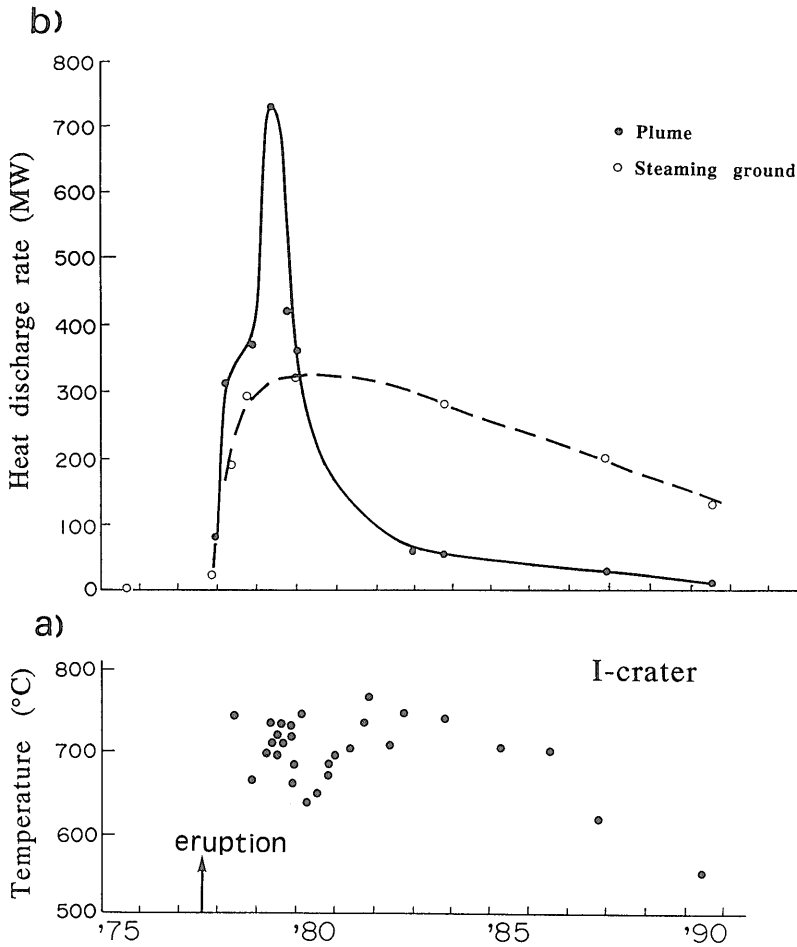 b)
800
700
600
500
400
300
200
100
0
Heat discharge rate (MW)
Plume
Steaming ground
a)
I-crater
800
700
600
500
Temperature (°C)
eruption
'75
'80
'85
'90